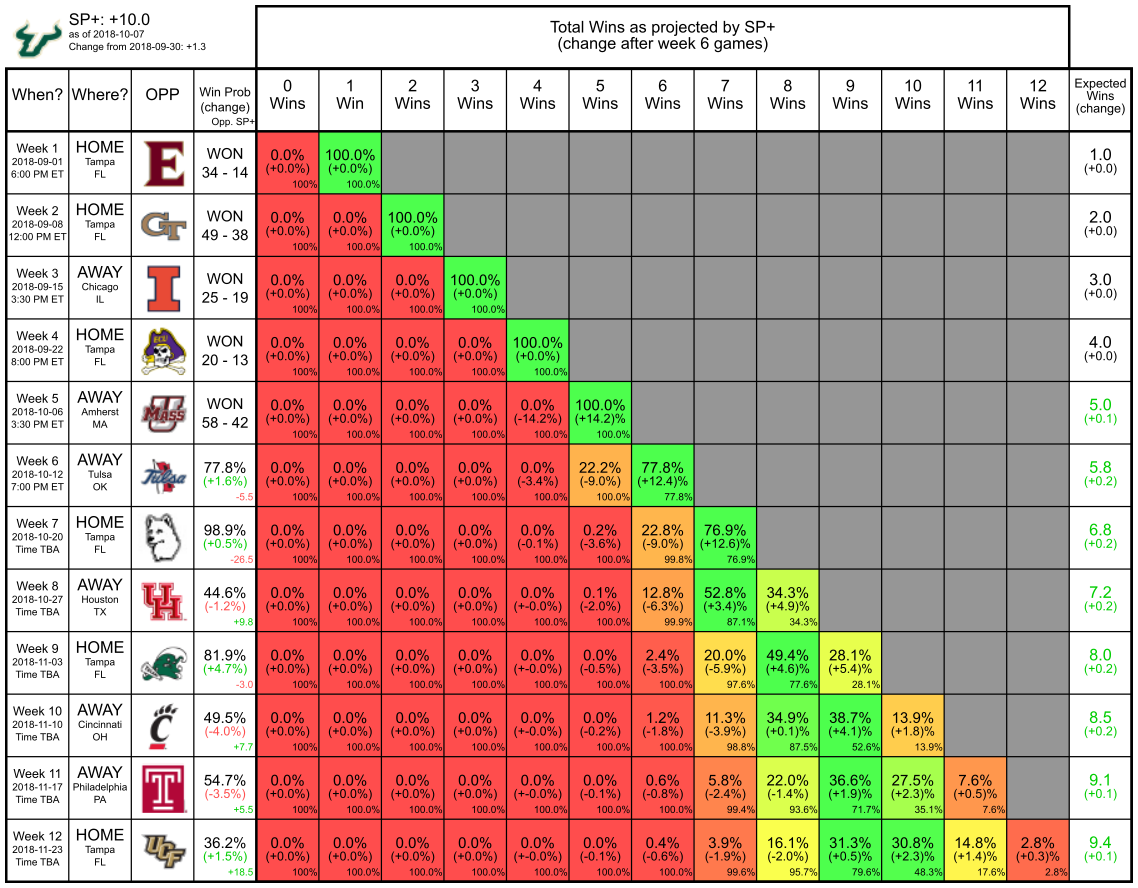 SP+: +10.0
as of 2018-10-07
Change from 2018-09-30: +1.3
Total Wins as projected by SP+
(change after week 6 games)
When? Where? OPP Win Prob (change) Opp. SP+ 0 Wins 1 Win 2 Wins 3 Wins 4 Wins 5 Wins 6 Wins 7 Wins 8 Wins 9 Wins 10 Wins 11 Wins 12 Wins Expected Wins (change)
Week 1 HOME E WON 0.0% 100.0% 1.0
2018-09-01 Tampa 34 - 14 (+0.0%) (+0.0%) (+0.0)
6:00 PM ET FL 100% 100.0%
Week 2 HOME GT WON 0.0% 0.0% 100.0% 2.0
2018-09-08 Tampa 49 - 38 (+0.0%) (+0.0%) (+0.0%) (+0.0)
12:00 PM ET FL 100% 100.0% 100.0%
Week 3 AWAY I WON 0.0% 0.0% 0.0% 100.0% 3.0
2018-09-15 Chicago 25 - 19 (+0.0%) (+0.0%) (+0.0%) (+0.0%) (+0.0)
3:30 PM ET IL 100% 100.0% 100.0% 100.0%
Week 4 HOME ECU WON 0.0% 0.0% 0.0% 0.0% 100.0% 4.0
2018-09-22 Tampa 20 - 13 (+0.0%) (+0.0%) (+0.0%) (+0.0%) (+0.0%) (+0.0)
8:00 PM ET FL 100% 100.0% 100.0% 100.0% 100.0%
Week 5 AWAY U MASS WON 0.0% 0.0% 0.0% 0.0% 0.0% 100.0% 5.0
2018-10-06 Amherst 58 - 42 (+0.0%) (+0.0%) (+0.0%) (+0.0%) (-14.2%) (+14.2)% (+0.1)
3:30 PM ET MA 100% 100.0% 100.0% 100.0% 100.0% 100.0%
Week 6 AWAY Tulsa 77.8% 0.0% 0.0% 0.0% 0.0% 0.0% 22.2% 77.8% 5.8
2018-10-12 Tulsa (+1.6%) (+0.0%) (+0.0%) (+0.0%) (+0.0%) (-3.4%) (-9.0%) (+12.4)% (+0.2)
7:00 PM ET OK -5.5 100% 100.0% 100.0% 100.0% 100.0% 100.0% 77.8%
Week 7 HOME 98.9% 0.0% 0.0% 0.0% 0.0% 0.0% 0.2% 22.8% 76.9% 6.8
2018-10-20 Tampa (+0.5%) (+0.0%) (+0.0%) (+0.0%) (+0.0%) (-0.1%) (-3.6%) (-9.0%) (+12.6)% (+0.2)
Time TBA FL -26.5 100% 100.0% 100.0% 100.0% 100.0% 100.0% 99.8% 76.9%
Week 8 AWAY UH 44.6% 0.0% 0.0% 0.0% 0.0% 0.0% 0.1% 12.8% 52.8% 34.3% 7.2
2018-10-27 Houston (-1.2%) (+0.0%) (+0.0%) (+0.0%) (+0.0%) (+-0.0%) (-2.0%) (-6.3%) (+3.4)% (+4.9)% (+0.2)
Time TBA TX +9.8 100% 100.0% 100.0% 100.0% 100.0% 100.0% 99.9% 87.1% 34.3%
Week 9 HOME 81.9% 0.0% 0.0% 0.0% 0.0% 0.0% 0.0% 2.4% 20.0% 49.4% 28.1% 8.0
2018-11-03 Tampa (+4.7%) (+0.0%) (+0.0%) (+0.0%) (+0.0%) (+-0.0%) (-0.5%) (-3.5%) (-5.9%) (+4.6)% (+5.4)% (+0.2)
Time TBA FL -3.0 100% 100.0% 100.0% 100.0% 100.0% 100.0% 100.0% 97.6% 77.6% 28.1%
Week 10 AWAY C 49.5% 0.0% 0.0% 0.0% 0.0% 0.0% 0.0% 1.2% 11.3% 34.9% 38.7% 13.9% 8.5
2018-11-10 Cincinnati (-4.0%) (+0.0%) (+0.0%) (+0.0%) (+0.0%) (+-0.0%) (-0.2%) (-1.8%) (-3.9%) (+0.1)% (+4.1)% (+1.8)% (+0.2)
Time TBA OH +7.7 100% 100.0% 100.0% 100.0% 100.0% 100.0% 100.0% 98.8% 87.5% 52.6% 13.9%
Week 11 AWAY T 54.7% 0.0% 0.0% 0.0% 0.0% 0.0% 0.0% 0.6% 5.8% 22.0% 36.6% 27.5% 7.6% 9.1
2018-11-17 Philadelphia (-3.5%) (+0.0%) (+0.0%) (+0.0%) (+0.0%) (+-0.0%) (-0.1%) (-0.8%) (-2.4%) (-1.4%) (+1.9)% (+2.3)% (+0.5)% (+0.1)
Time TBA PA +5.5 100% 100.0% 100.0% 100.0% 100.0% 100.0% 100.0% 99.4% 93.6% 71.7% 35.1% 7.6%
Week 12 HOME UCF 36.2% 0.0% 0.0% 0.0% 0.0% 0.0% 0.0% 0.4% 3.9% 16.1% 31.3% 30.8% 14.8% 2.8% 9.4
2018-11-23 Tampa (+1.5%) (+0.0%) (+0.0%) (+0.0%) (+0.0%) (+-0.0%) (-0.1%) (-0.6%) (-1.9%) (-2.0%) (+0.5)% (+2.3)% (+1.4)% (+0.3)% (+0.1)
Time TBA FL +18.5 100% 100.0% 100.0% 100.0% 100.0% 100.0% 100.0% 99.6% 95.7% 79.6% 48.3% 17.6% 2.8%